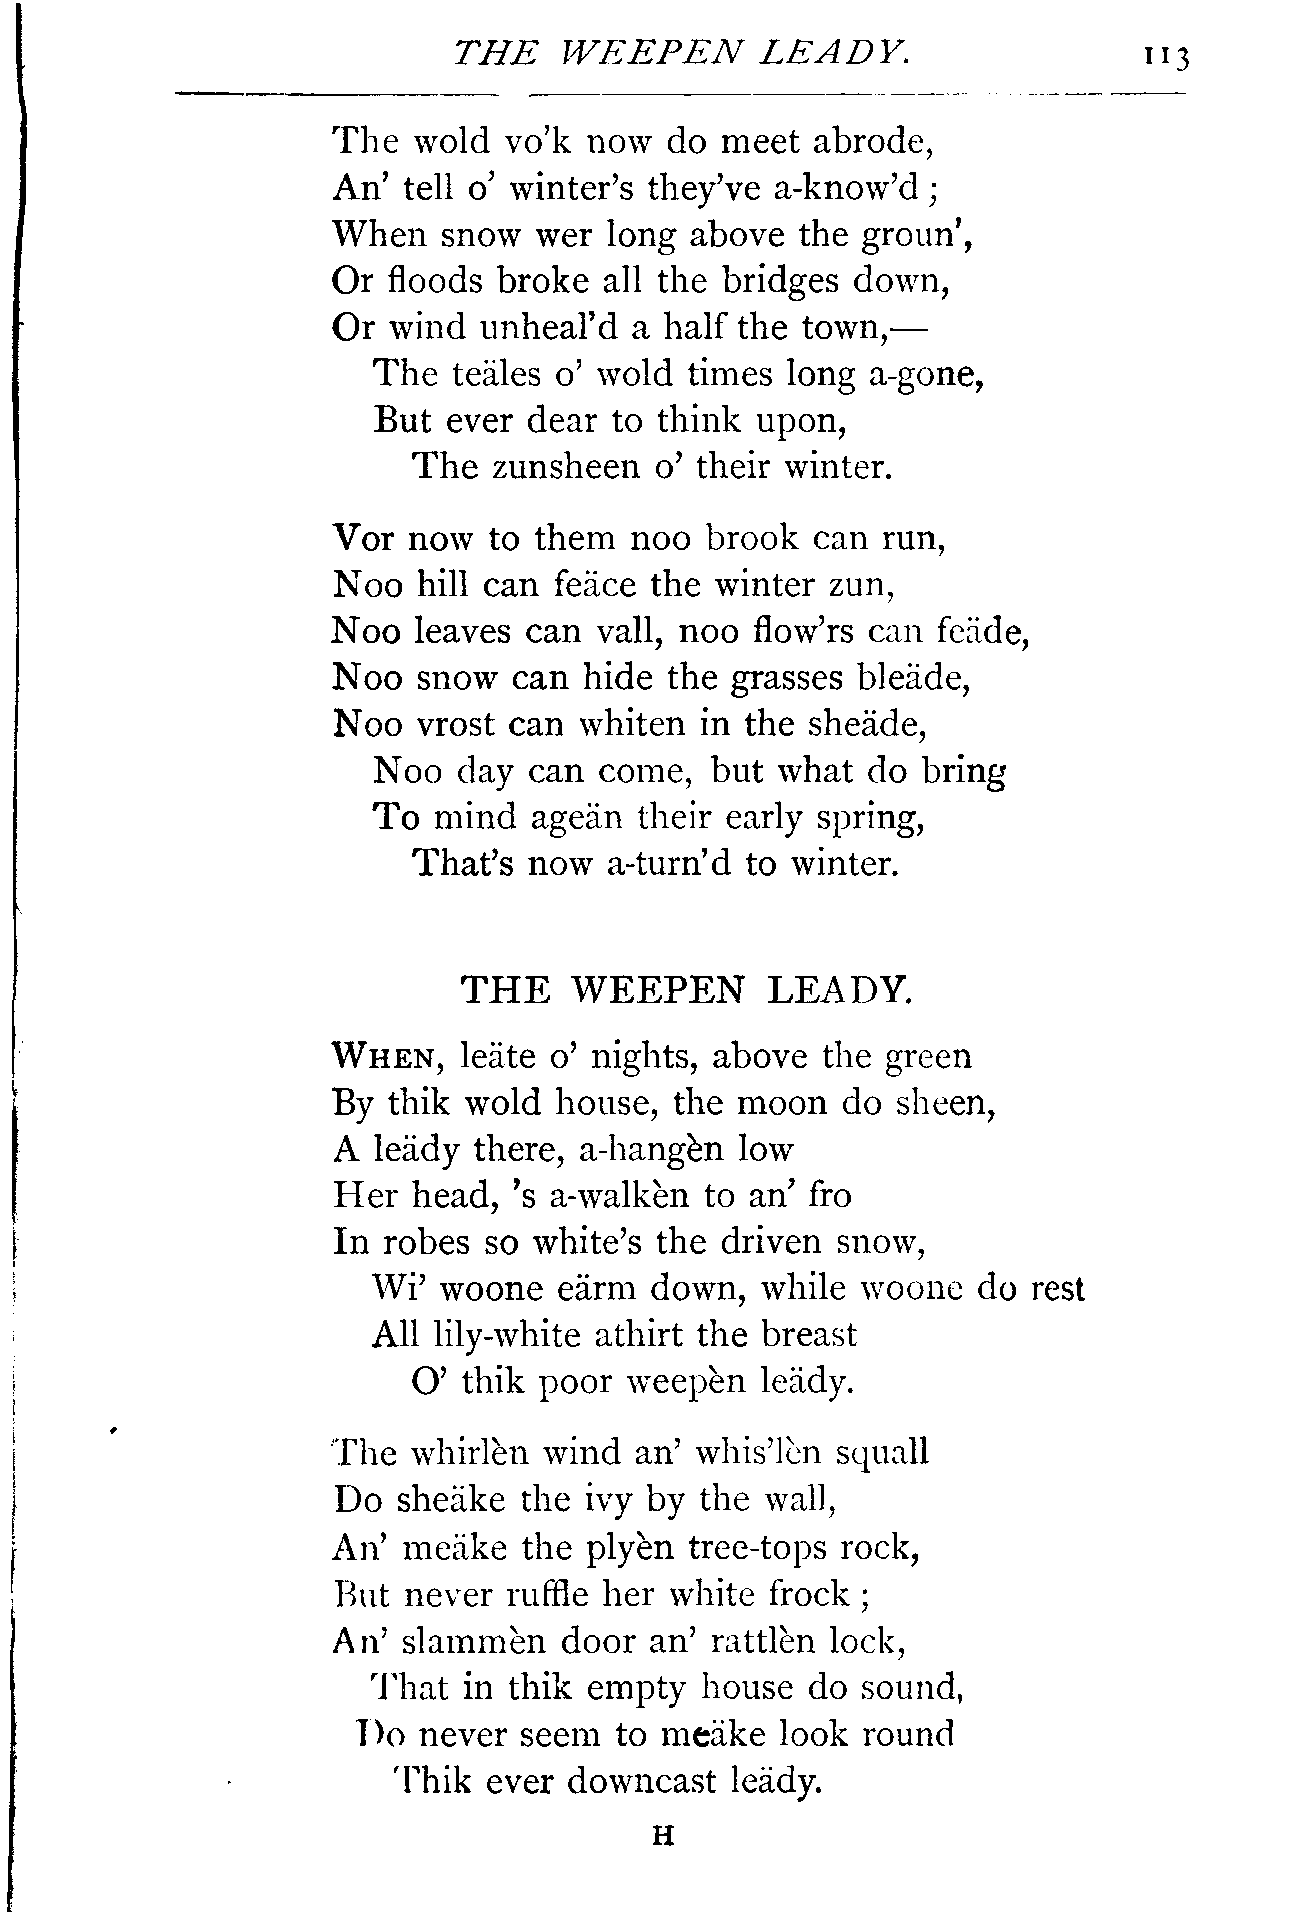 THE WEEPEN LEADY. 113
The wold vo'k now do meet abrode,
An' tell o' winter's they've a-know'd ;
When snow wer long above the groun',
Or floods broke all the bridges down,
Or wind unheal'd a half the town,—
The teäles o' wold times long a-gone,
But ever dear to think upon,
The zunsheen o' their winter.
Vor now to them noo brook can run,
Noo hill can feäce the winter zun,
Noo leaves can vall, noo flow'rs can feäde,
Noo snow can hide the grasses bleäde,
Noo vrost can whiten in the sheäde,
Noo day can come, but what do bring
To mind ageän their early spring,
That's now a-turn'd to winter.
THE WEEPEN LEADY.
WHEN, leäte o' nights, above the green
By thik wold house, the moon do sheen,
A leädy there, a-hangèn low
Her head, 's a-walkèn to an' fro
In robes so white's the driven snow,
Wi' woone eärm down, while woone do rest
All lily-white athirt the breast
O' thik poor weepèn leädy.
The whirlèn wind an' whis'lèn squall
Do sheäke the ivy by the wall,
An' meäke the plyèn tree-tops rock,
But never ruffle her white frock ;
An' slammèn door an' rattlèn lock,
That in thik empty house do sound,
Do never seem to meäke look round
Thik ever downcast leädy.
H